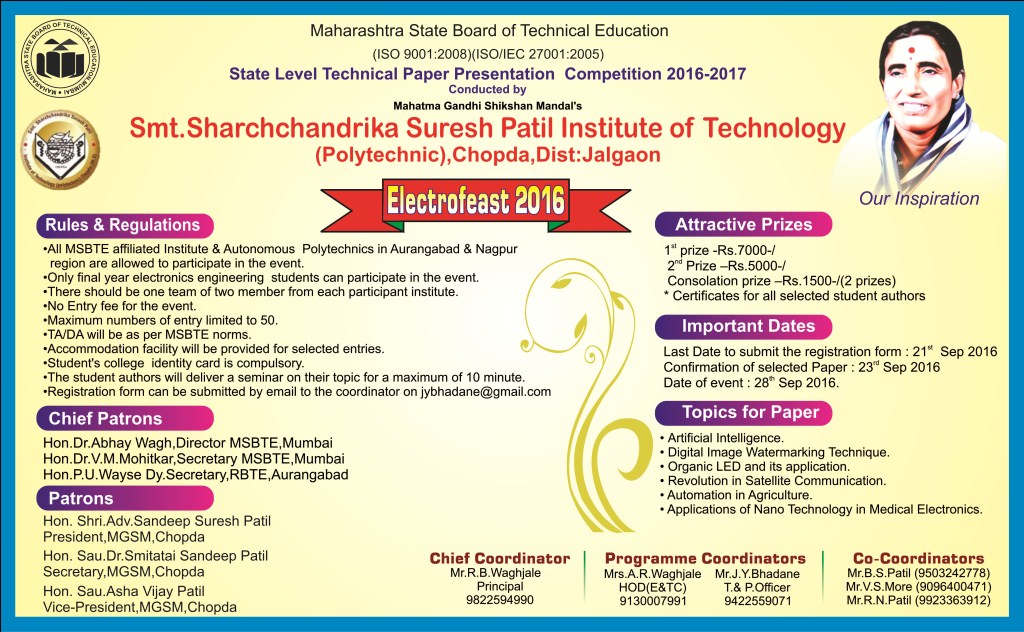 MAHARASHTRA STATE BOARD OF TECHNICAL EDUCATION, MUMBAI
Maharashtra State Board of Technical Education
(ISO 9001:2008)(ISO/IEC 27001:2005)
State Level Technical Paper Presentation Competition 2016-2017
Conducted by
Mahatma Gandhi Shikshan Mandal's
Smt. Sharchchandrika Suresh Patil
Smt.Sharchchandrika Suresh Patil Institute of Technology
(Polytechnic),Chopda,Dist:Jalgaon
Our Inspiration
Electrofeast 2016
Rules & Regulations
•All MSBTE affiliated Institute & Autonomous Polytechnics in Aurangabad & Nagpur
region are allowed to participate in the event.
•Only final year electronics engineering students can participate in the event.
•There should be one team of two member from each participant institute.
•No Entry fee for the event.
•Maximum numbers of entry limited to 50.
•TA/DA will be as per MSBTE norms.
•Accommodation facility will be provided for selected entries.
•Student's college identity card is compulsory.
•The student authors will deliver a seminar on their topic for a maximum of 10 minute.
•Registration form can be submitted by email to the coordinator on jybhadane@gmail.com
Chief Patrons
Hon.Dr.Abhay Wagh,Director MSBTE,Mumbai
Hon.Dr.V.M.Mohitkar,Secretary MSBTE,Mumbai
Hon.P.U.Wayse Dy.Secretary,RBTE,Aurangabad
Patrons
Hon. Shri.Adv.Sandeep Suresh Patil
President,MGSM,Chopda
Hon. Sau.Dr.Smitatai Sandeep Patil
Secretary,MGSM,Chopda
Hon. Sau.Asha Vijay Patil
Vice-President,MGSM,Chopda
Attractive Prizes
1st prize -Rs.7000-/
2nd Prize –Rs.5000-/
Consolation prize –Rs.1500-/(2 prizes)
* Certificates for all selected student authors
Important Dates
Last Date to submit the registration form : 21st Sep 2016
Confirmation of selected Paper : 23rd Sep 2016
Date of event : 28th Sep 2016.
Topics for Paper
• Artificial Intelligence.
• Digital Image Watermarking Technique.
• Organic LED and its application.
• Revolution in Satellite Communication.
• Automation in Agriculture.
• Applications of Nano Technology in Medical Electronics.
Chief Coordinator
Mr.R.B.Waghjale
Principal
9822594990
Programme Coordinators
Mrs.A.R.Waghjale Mr.J.Y.Bhadane
HOD(E&TC) T.& P.Officer
9130007991 9422559071
Co-Coordinators
Mr.B.S.Patil (9503242778)
Mr.V.S.More (9096400471)
Mr.R.N.Patil (9923363912)